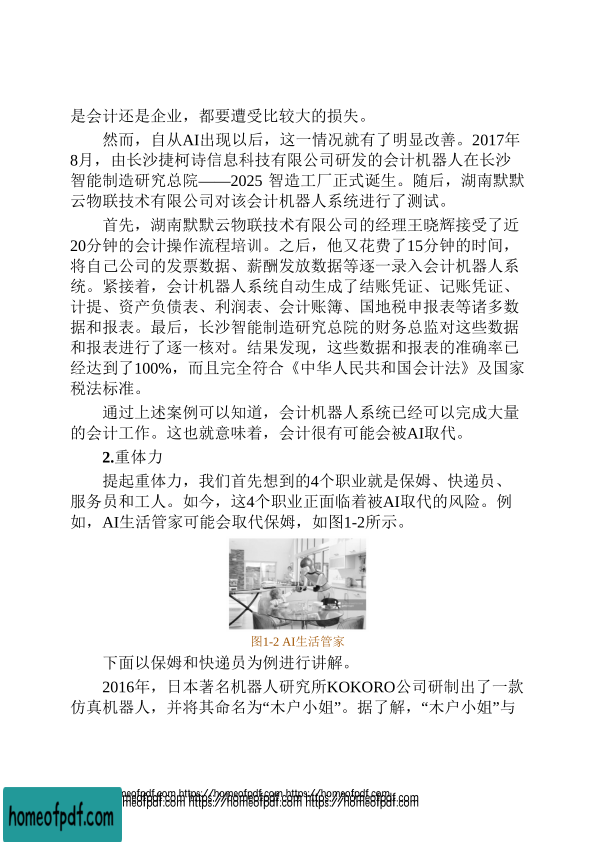 是会计还是企业，都要遭受比较大的损失。
然而，自从AI出现以后，这一情况就有了明显改善。2017年
8月，由长沙捷柯诗信息科技有限公司研发的会计机器人在长沙
智能制造研究总院——2025 智造工厂正式诞生。随后，湖南默默
云物联技术有限公司对该会计机器人系统进行了测试。
首先，湖南默默云物联技术有限公司的经理王晓辉接受了近
20分钟的会计操作流程培训。之后，他又花费了15分钟的时间，
将自己公司的发票数据、薪酬发放数据等逐一录入会计机器人系
统。紧接着，会计机器人系统自动生成了结账凭证、记账凭证、
计提、资产负债表、利润表、会计账簿、国地税申报表等诸多数
据和报表。最后，长沙智能制造研究总院的财务总监对这些数据
和报表进行了逐一核对。结果发现，这些数据和报表的准确率已
经达到了100%，而且完全符合《中华人民共和国会计法》及国家
税法标准。
通过上述案例可以知道，会计机器人系统已经可以完成大量
的会计工作。这也就意味着，会计很有可能会被AI取代。
2.重体力
提起重体力，我们首先想到的4个职业就是保姆、快递员、
服务员和工人。如今，这4个职业正面临着被AI取代的风险。例
如，AI生活管家可能会取代保姆，如图1-2所示。
图1-2 AI生活管家
下面以保姆和快递员为例进行讲解。
2016年，日本著名机器人研究所KOKORO公司研制出了一款
仿真机器人，并将其命名为“木户小姐”。据了解，“木户小姐”与
homeofpdf.com https://homeofpdf.com https://homeofpdf.com
homeofpdf.com https://homeofpdf.com https://homeofpdf.com
homeofpdf.com